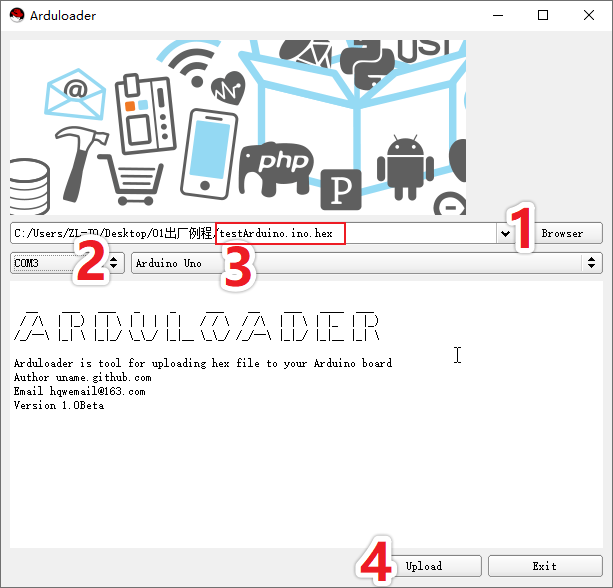 Arduloader
@
php
P
UST
C:/Users/ZL-TQ/Desktop/01出厂例程/testArduino.ino.hex
1
Browser
COM3
2
Arduino Uno
3
ARDULOADER
Arduloader is tool for uploading hex file to your Arduino board
Author uname.github.com
Email hqwemail@163.com
Version 1.0Beta
4
Upload
Exit